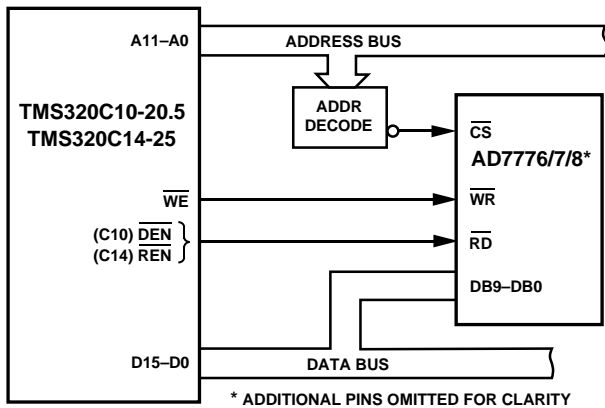 A11–A0
ADDRESS BUS
ADDR
DECODE
TMS320C10-20.5
TMS320C14-25
CS
AD7776/7/8*
WE
WR
(C10) DEN
(C14) REN
RD
DB9–DB0
D15–D0
DATA BUS
* ADDITIONAL PINS OMITTED FOR CLARITY